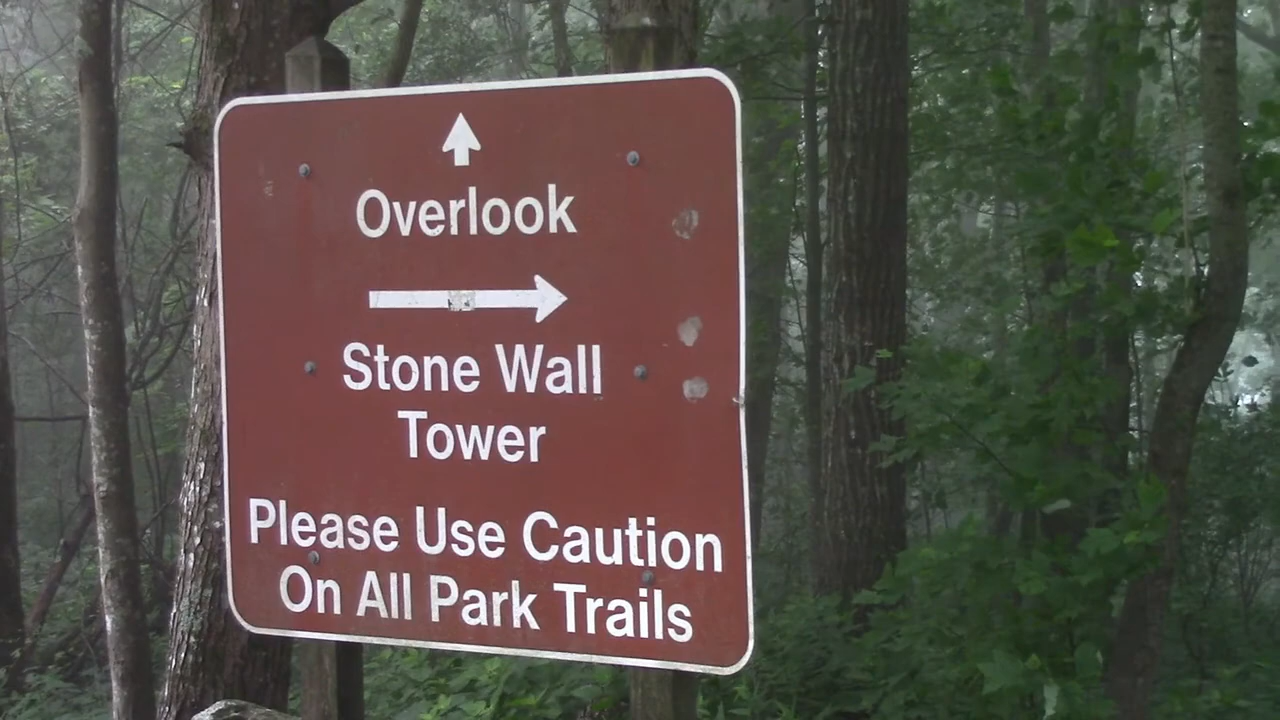 Overlook
Stone Wall
Tower
Please Use Caution
On All Park Trails